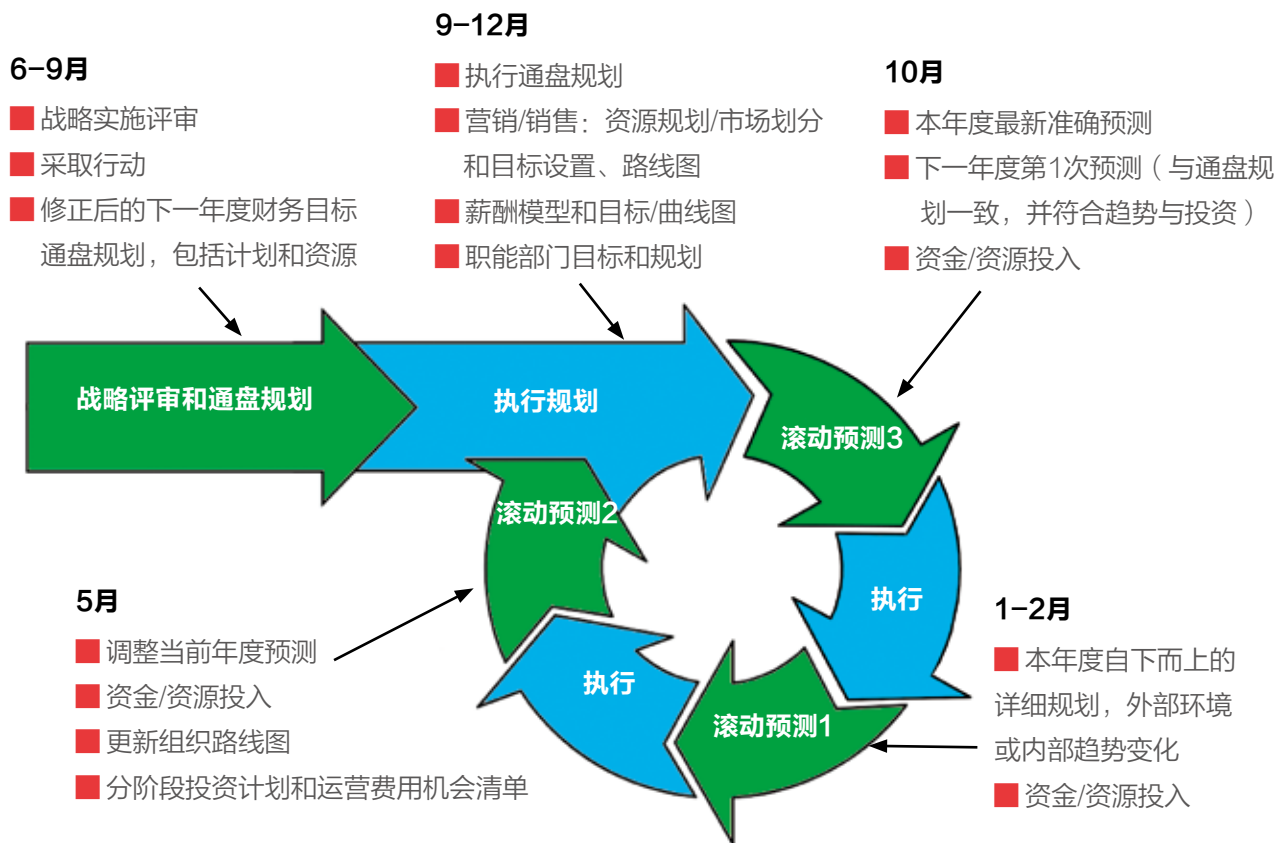 6-9月
战略实施评审
采取行动
修正后的下一年度财务目标
通盘规划，包括计划和资源
9-12月
执行通盘规划
营销/销售：资源规划/市场划分
和目标设置、路线图
薪酬模型和目标/曲线图
职能部门目标和规划
10月
本年度最新准确预测
下一年度第1次预测（与通盘规
划一致，并符合趋势与投资）
资金/资源投入
战略评审和通盘规划
执行规划
滚动预测3
滚动预测2
执行
执行
滚动预测1
5月
调整当前年度预测
资金/资源投入
更新组织路线图
分阶段投资计划和运营费用机会清单
1-2月
本年度自下而上的
详细规划，外部环境
或内部趋势变化
资金/资源投入